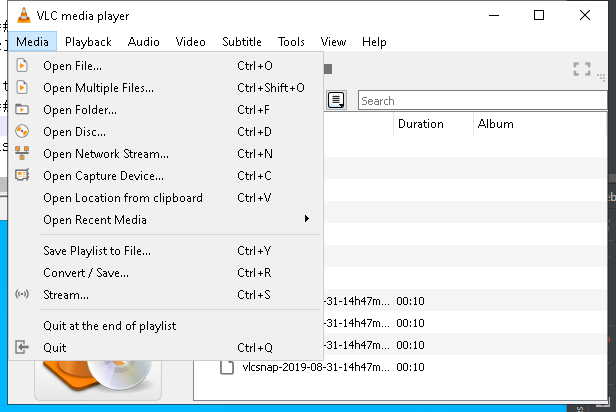 VLC media player
Media Playback Audio Video Subtitle Tools View Help
Open File... Ctrl+O
Open Multiple Files... Ctrl+Shift+O
Open Folder... Ctrl+F
Search
Open Disc... Ctrl+D
Duration Album
Open Network Stream... Ctrl+N
Open Capture Device... Ctrl+C
Open Location from clipboard Ctrl+V
Open Recent Media
Save Playlist to File... Ctrl+Y
Convert / Save... Ctrl+R
Stream... Ctrl+S
-31-14h47m... 00:10
Quit at the end of playlist
-31-14h47m... 00:10
Quit Ctrl+Q
-31-14h47m... 00:10
vlcsnap-2019-08-31-14h47m... 00:10